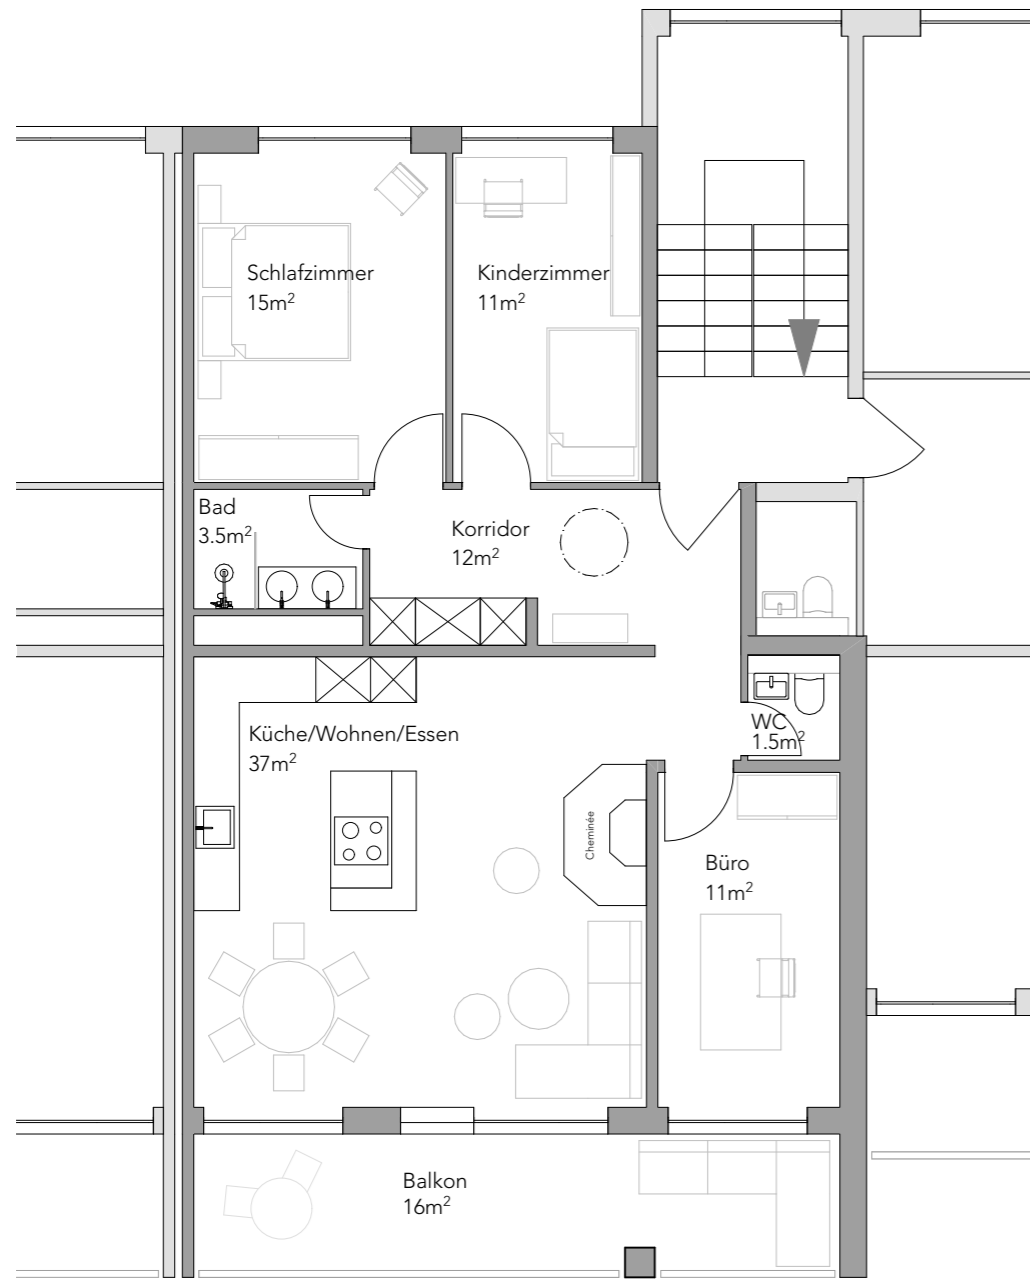 Schlafzimmer
15m²
Kinderzimmer
11m²
Bad
3.5m²
Korridor
12m²
Küche/Wohnen/Essen
37m²
WC
1.5m²
Cheminée
Büro
11m²
Balkon
16m²